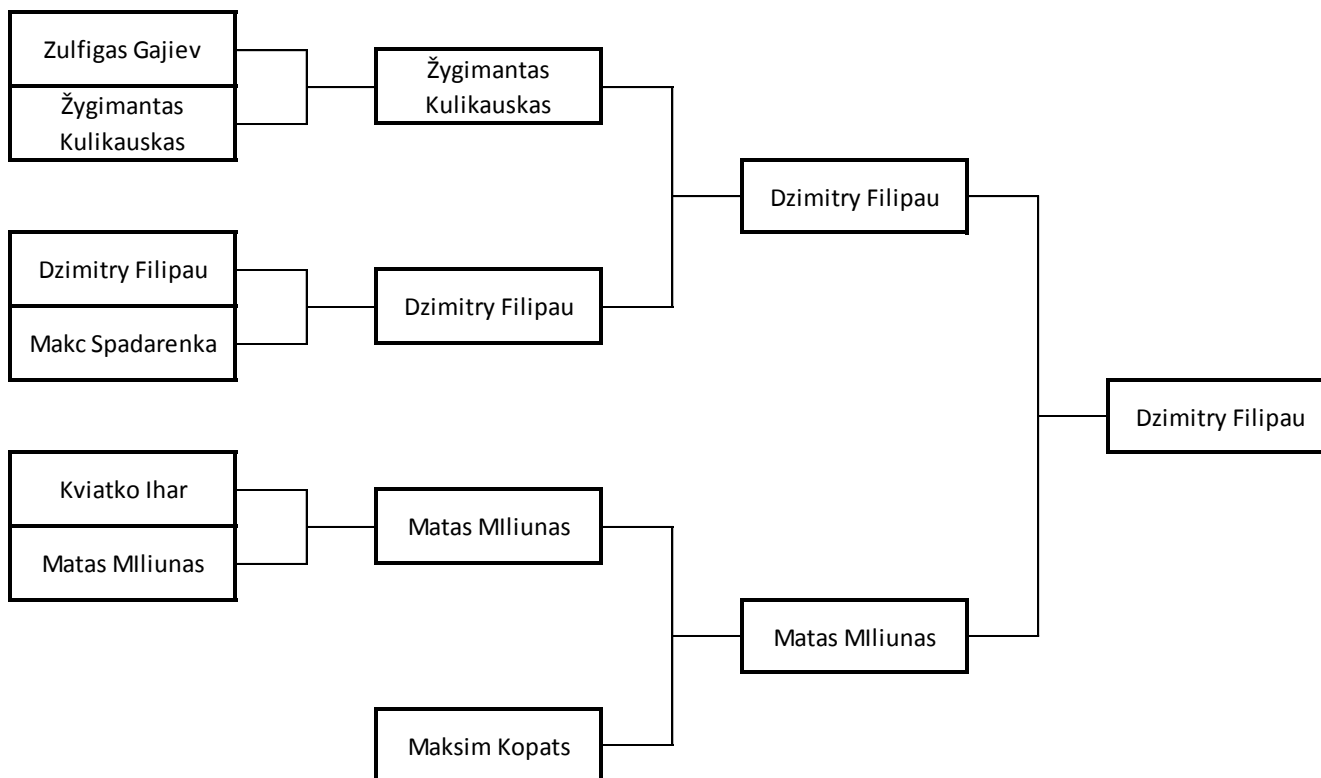 Zulfigas Gajiev
Žygimantas
Kulikauskas
Žygimantas
Kulikauskas
Dzimitry Filipau
Dzimitry Filipau
Makc Spadarenka
Dzimitry Filipau
Dzimitry Filipau
Kviatko Ihar
Matas MIliunas
Matas MIliunas
Matas MIliunas
Maksim Kopats